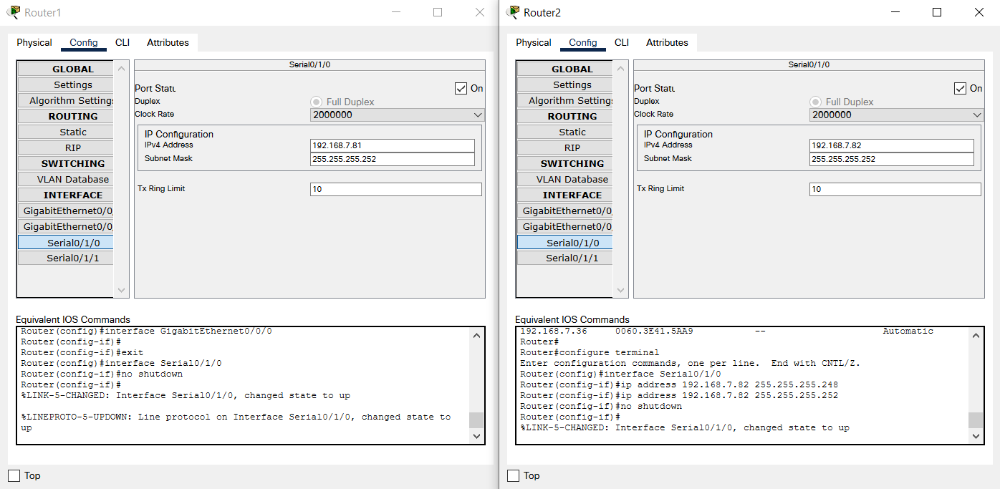 Router1
Physical Config CLI Attributes
GLOBAL
Settings
Algorithm Settings
ROUTING
Static
RIP
SWITCHING
VLAN Database
INTERFACE
GigabitEthernet0/0
GigabitEthernet0/0
Serial0/1/0
Serial0/1/1
Serial0/1/0
Port Statu
On
Duplex
Full Duplex
Clock Rate
2000000
IP Configuration
IPv4 Address
192.168.7.81
Subnet Mask
255.255.255.252
Tx Ring Limit
10
Equivalent IOS Commands
Router(config)#interface GigabitEthernet0/0/0
Router(config-if)#
Router(config-if)#exit
Router(config)#interface Serial0/1/0
Router(config-if)#no shutdown
Router(config-if)#
%LINK-5-CHANGED: Interface Serial0/1/0, changed state to up
%LINEPROTO-5-UPDOWN: Line protocol on Interface Serial0/1/0, changed state to
up
Top
Router2
Physical Config CLI Attributes
GLOBAL
Settings
Algorithm Settings
ROUTING
Static
RIP
SWITCHING
VLAN Database
INTERFACE
GigabitEthernet0/0
GigabitEthernet0/0
Serial0/1/0
Serial0/1/1
Serial0/1/0
Port Statu
On
Duplex
Full Duplex
Clock Rate
2000000
IP Configuration
IPv4 Address
192.168.7.82
Subnet Mask
255.255.255.252
Tx Ring Limit
10
Equivalent IOS Commands
192.168.7.36 0060.3E41.5AA9 -- Automatic
Router#
Router#configure terminal
Enter configuration commands, one per line. End with CNTL/Z.
Router(config)#interface Serial0/1/0
Router(config-if)#ip address 192.168.7.82 255.255.255.248
Router(config-if)#ip address 192.168.7.82 255.255.255.252
Router(config-if)#no shutdown
Router(config-if)#
%LINK-5-CHANGED: Interface Serial0/1/0, changed state to up
Top